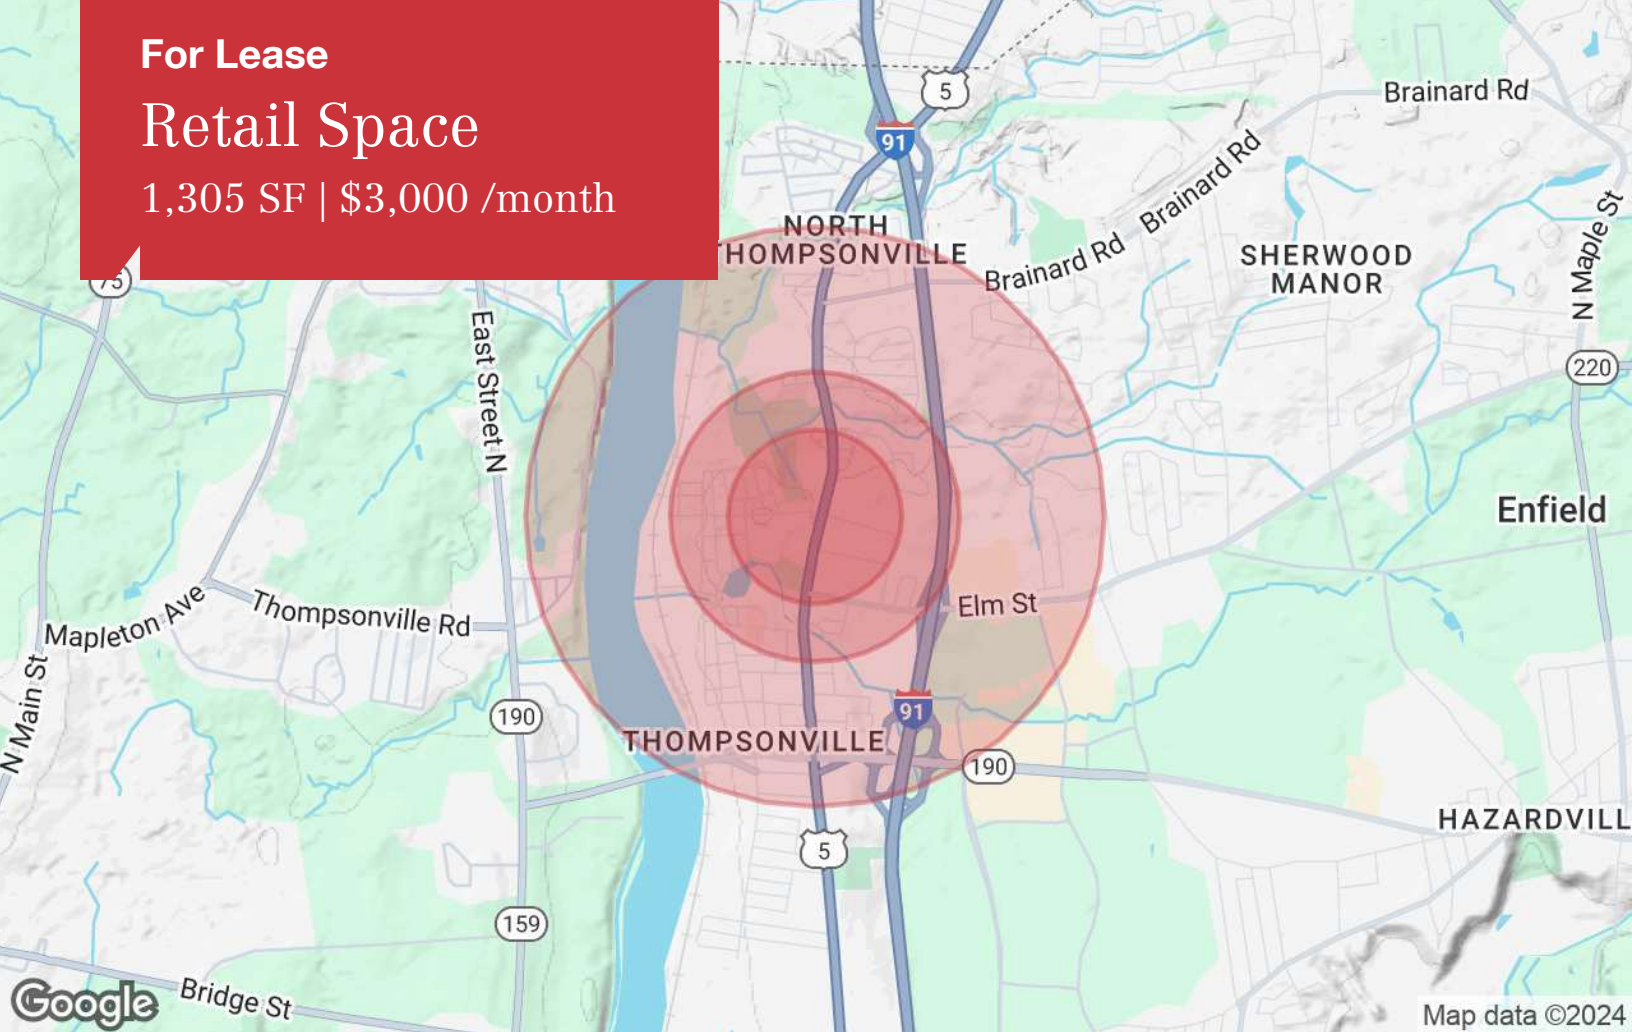 For Lease
Retail Space
1,305 SF | $3,000 /month
5
91
Brainard Rd
Brainard Rd
Brainard Rd
NORTH
THOMPSONVILLE
SHERWOOD
MANOR
N Maple St
75
East Street N
220
Enfield
Elm St
Mapleton Ave
Thompsonville Rd
N Main St
190
91
THOMPSONVILLE
190
HAZARDVILL
5
159
Bridge St
Google
Map data ©2024